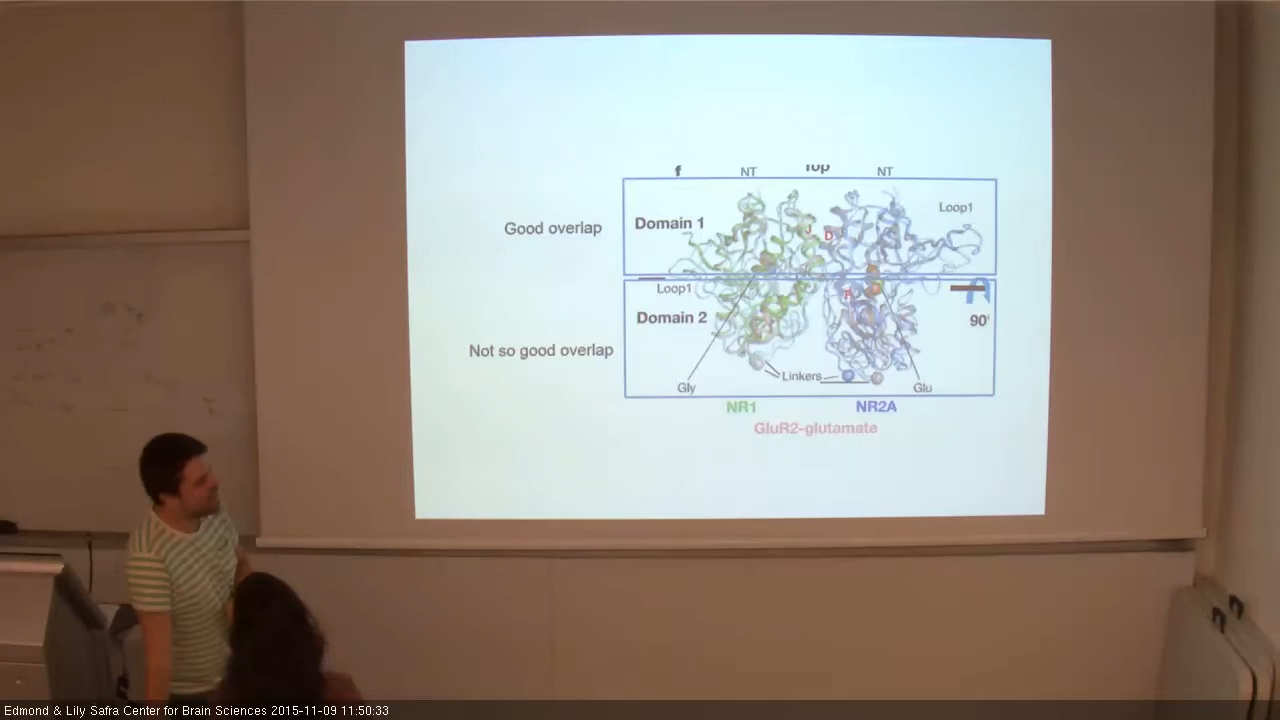 f NT Top NT
Good overlap
Domain 1
Loop1
J
D
Loop1
F
Domain 2
90°
Not so good overlap
Linkers
Gly
Glu
NR1
NR2A
GluR2-glutamate
Edmond & Lily Safra Center for Brain Sciences 2015-11-09 11:50:33